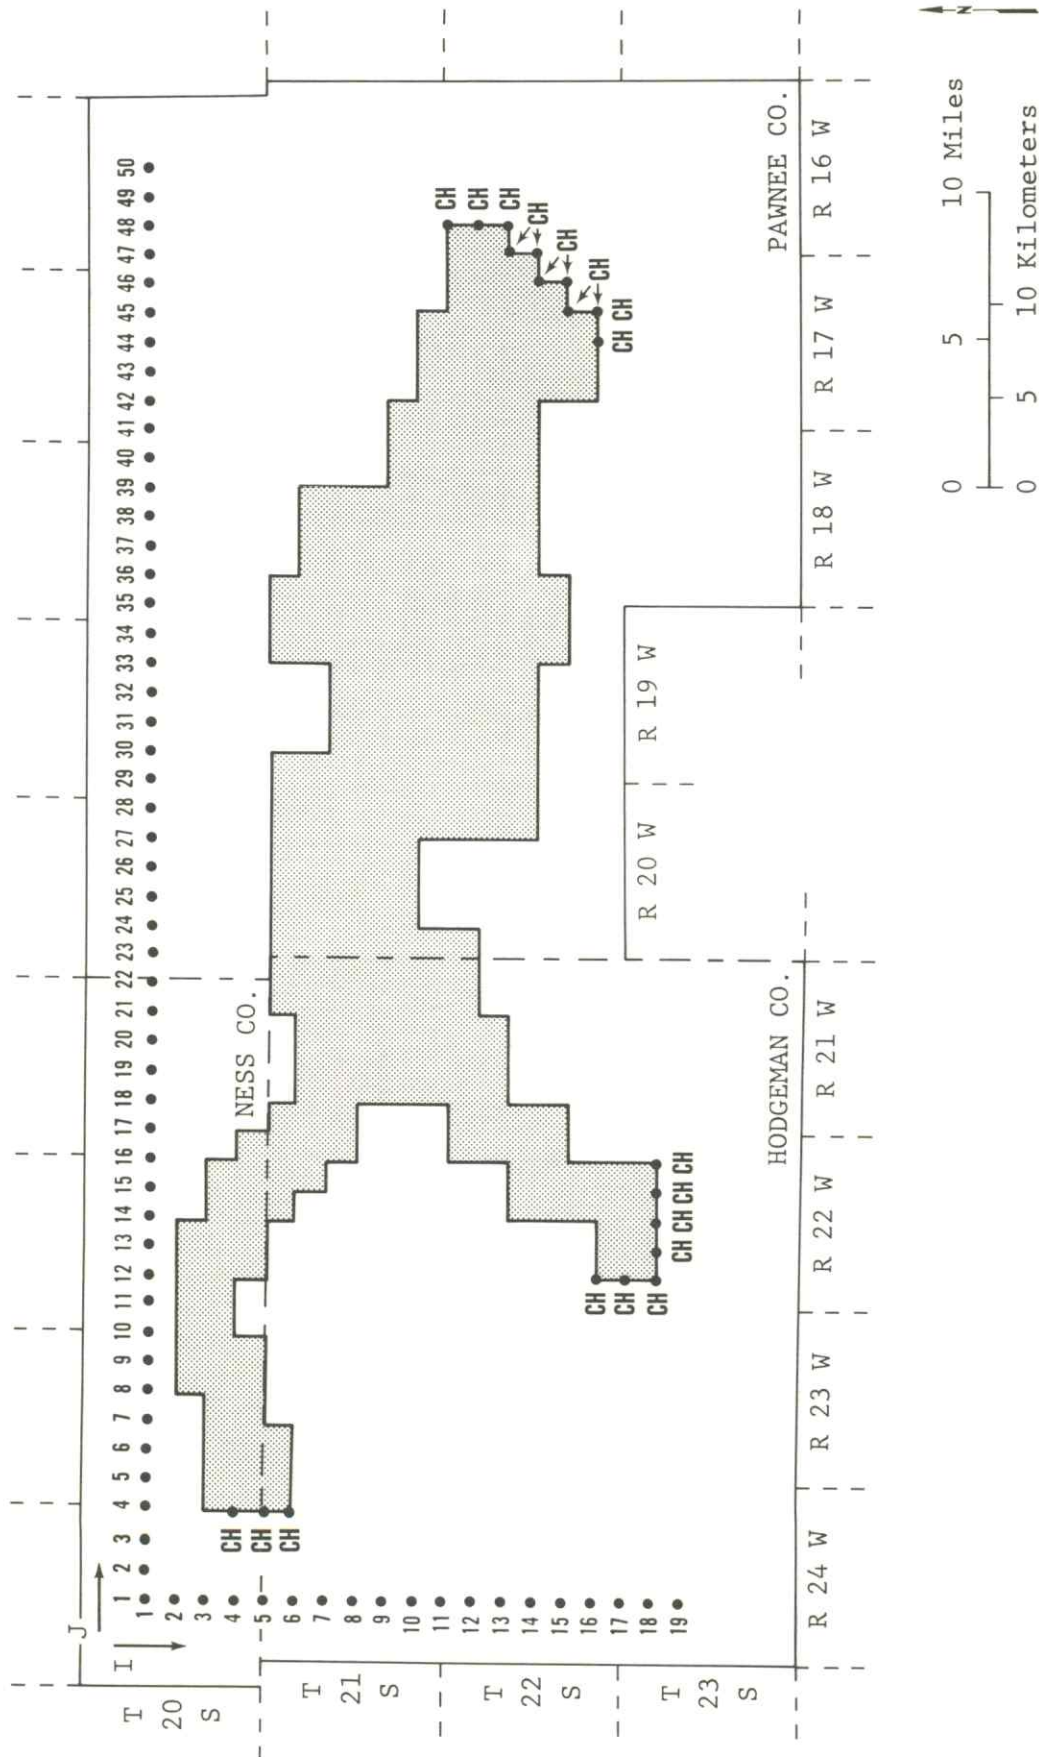 J
I
1 2 3 4 5 6 7 8 9 10 11 12 13 14 15 16 17 18 19 20 21 22 23 24 25 26 27 28 29 30 31 32 33 34 35 36 37 38 39 40 41 42 43 44 45 46 47 48 49 50
1
2
3
4
5
6
7
8
9
10
11
12
13
14
15
16
17
18
19
T
20
S
T
21
S
T
22
S
T
23
S
NESS CO.
CH
CH
CH
CH
CH
CH
CH
CH
CH
CH CH
CH
CH
CH
CH CH CH CH
R 20 W
R 19 W
HODGEMAN CO.
PAWNEE CO.
R 24 W
R 23 W
R 22 W
R 21 W
R 18 W
R 17 W
R 16 W
0 5 10 Miles
0 5 10 Kilometers
N